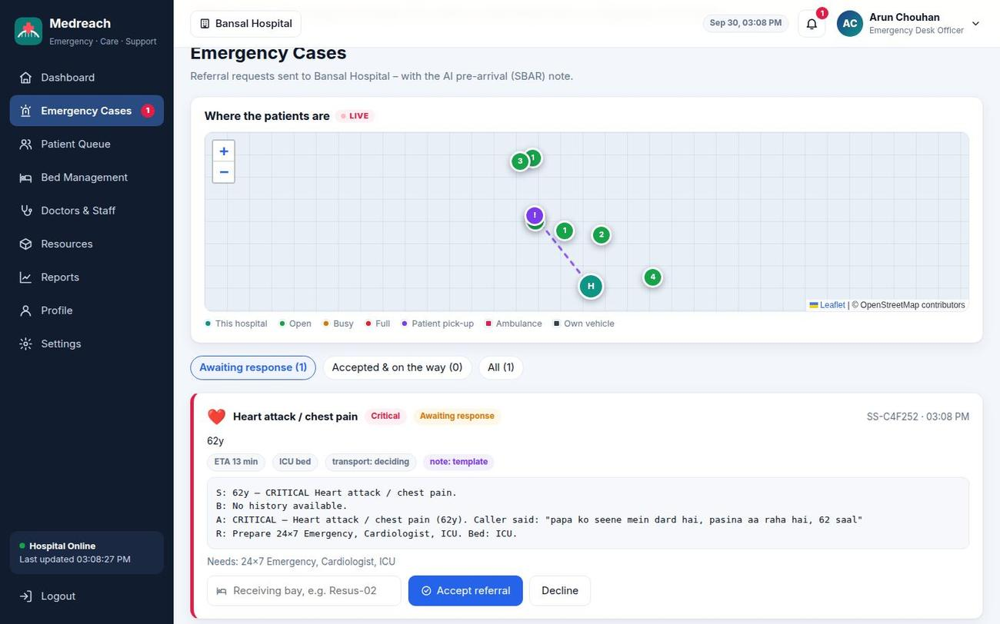 Medreach
Emergency · Care · Support
Dashboard
Emergency Cases 1
Patient Queue
Bed Management
Doctors & Staff
Resources
Reports
Profile
Settings
Hospital Online
Last updated 03:08:27 PM
Logout
Bansal Hospital
Sep 30, 03:08 PM
1
AC
Arun Chouhan
Emergency Desk Officer
Emergency Cases
Referral requests sent to Bansal Hospital – with the AI pre-arrival (SBAR) note.
Where the patients are LIVE
+
−
3 1
!
1 2
4
H
Leaflet | © OpenStreetMap contributors
This hospital Open Busy Full Patient pick-up Ambulance Own vehicle
Awaiting response (1) Accepted & on the way (0) All (1)
Heart attack / chest pain Critical Awaiting response SS-C4F252 · 03:08 PM
62y
ETA 13 min ICU bed transport: deciding note: template
S: 62y — CRITICAL Heart attack / chest pain.
B: No history available.
A: CRITICAL — Heart attack / chest pain (62y). Caller said: "papa ko seene mein dard hai, pasina aa raha hai, 62 saal"
R: Prepare 24×7 Emergency, Cardiologist, ICU. Bed: ICU.
Needs: 24×7 Emergency, Cardiologist, ICU
Receiving bay, e.g. Resus-02 Accept referral Decline